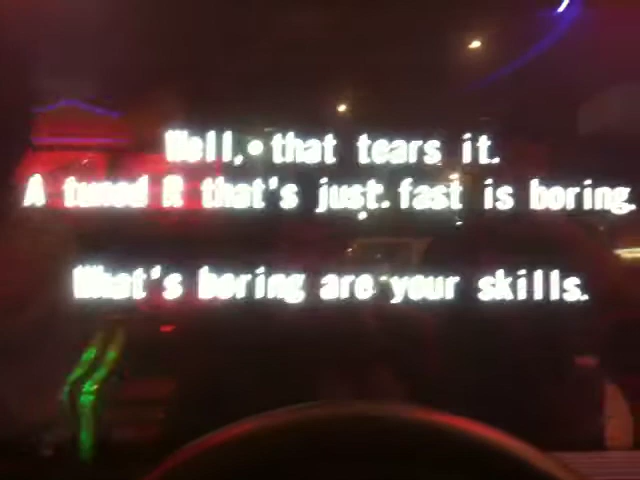 Well, that tears it.
A tuned R that's just fast is boring.
What's boring are your skills.